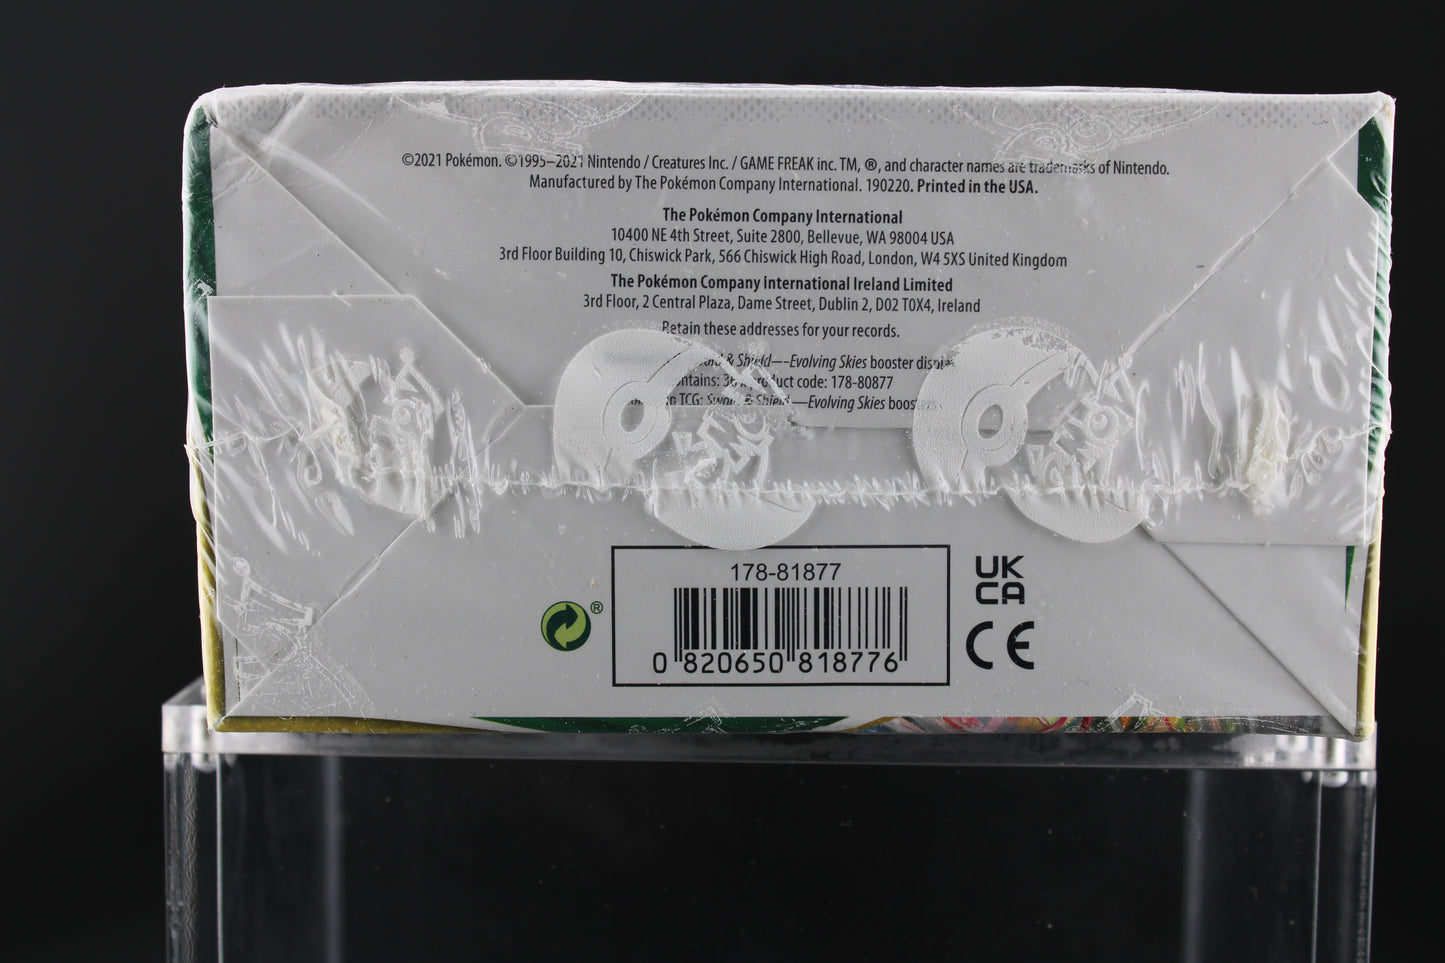 ©2021 Pokémon. ©1995–2021 Nintendo / Creatures Inc. / GAME FREAK inc. TM, ®, and character names are trademarks of Nintendo.
Manufactured by The Pokémon Company International. 190220. Printed in the USA.
The Pokémon Company International
10400 NE 4th Street, Suite 2800, Bellevue, WA 98004 USA
3rd Floor Building 10, Chiswick Park, 566 Chiswick High Road, London, W4 5XS United Kingdom
The Pokémon Company International Ireland Limited
3rd Floor, 2 Central Plaza, Dame Street, Dublin 2, D02 T0X4, Ireland
Retain these addresses for your records.
& Shield—Evolving Skies booster
product code: 178-80877
TCG: Sword & Shield—Evolving Skies
178-81877
0 820650 818776
®
UK
CA
CE